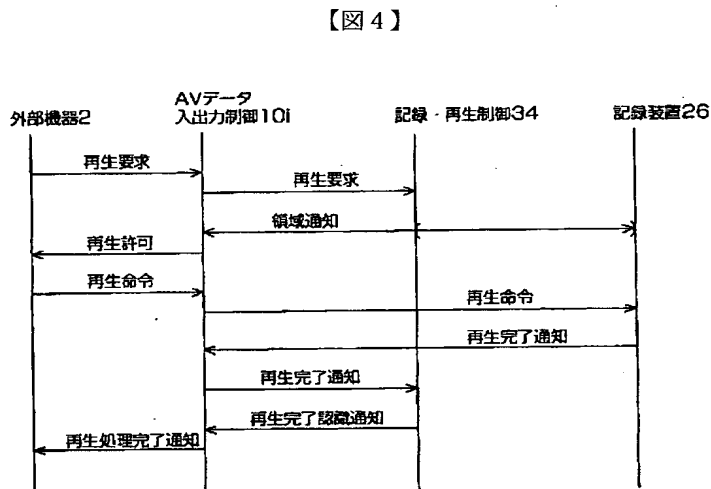 【図4】
外部機器2
AVデータ
入出力制御10i
記録・再生制御34
記録装置26
再生要求
再生要求
領域通知
再生許可
再生命令
再生命令
再生完了通知
再生完了通知
再生完了認識通知
再生処理完了通知